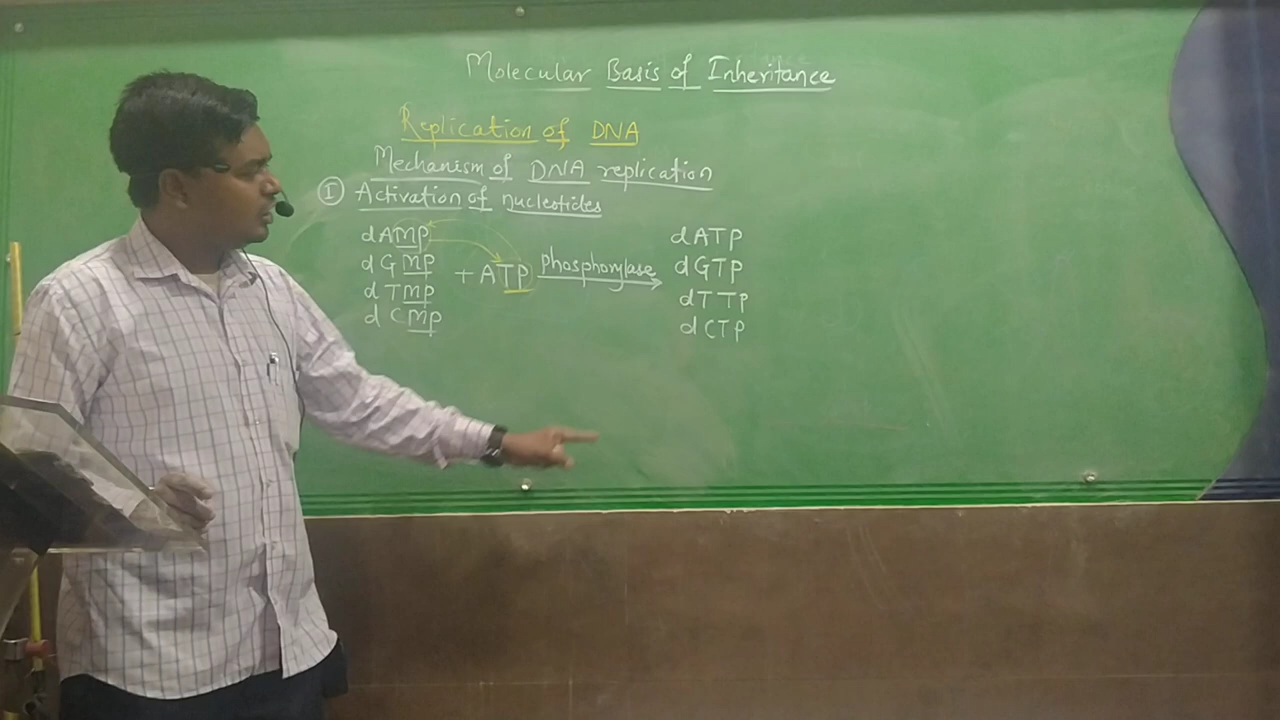 Molecular Basis of Inheritance
Replication of DNA
Mechanism of DNA replication
I Activation of nucleotides
dAMP
dGMP
dTMP
dCMP
+ ATP phosphorylase
dATP
dGTP
dTTP
dCTP